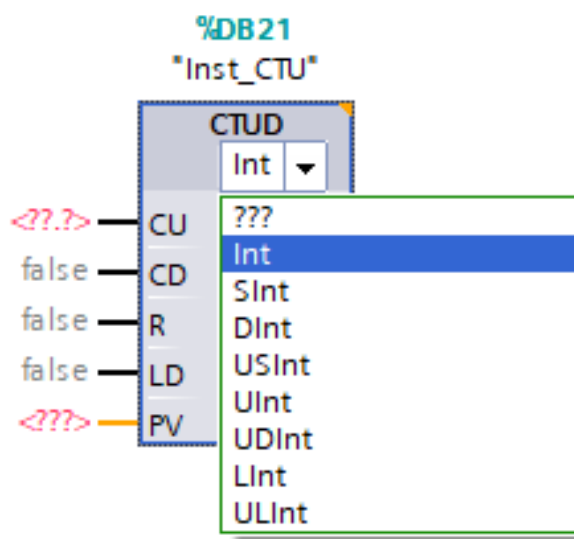 %DB21
"Inst_CTU"
CTUD
Int
<??.?> CU
false CD
false R
false LD
<???> PV
???
Int
SInt
DInt
USInt
UInt
UDInt
LInt
ULInt